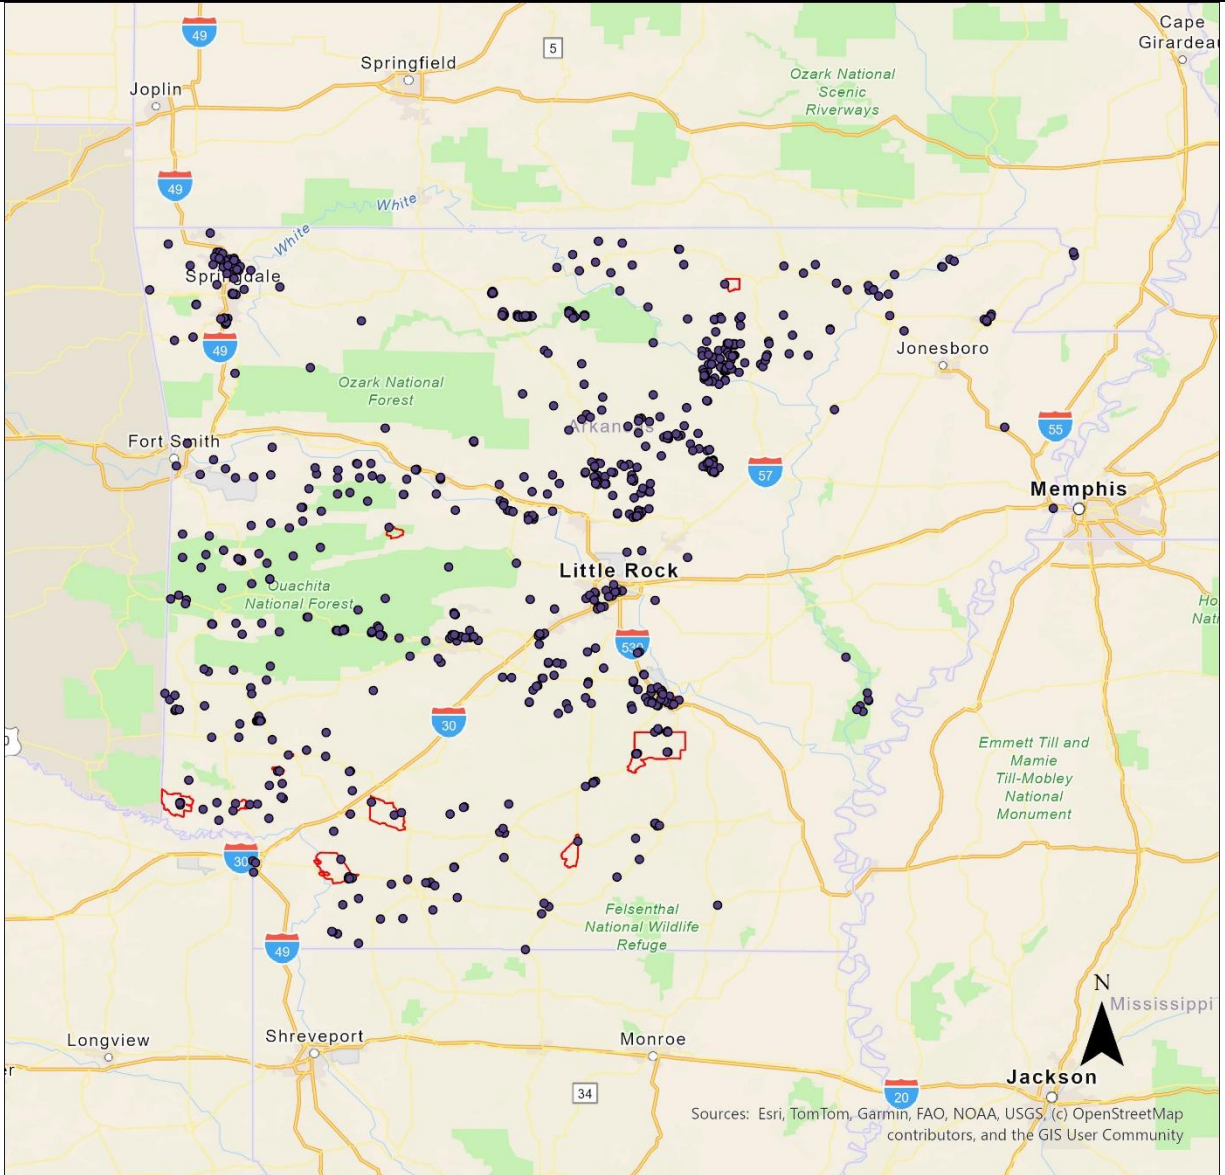 49
Springfield
5
Cape
Girardeau
Joplin
Ozark National
Scenic
Riverways
49
White
White
Springdale
49
Jonesboro
Ozark National
Forest
Arkansas
55
Fort Smith
57
Memphis
Little Rock
Ouachita
National Forest
530
30
Emmett Till and
Mamie
Till-Mobley
National
Monument
30
Felsenthal
National Wildlife
Refuge
49
N
Mississippi
Longview
Shreveport
Monroe
Jackson
34
20
Sources: Esri, TomTom, Garmin, FAO, NOAA, USGS, (c) OpenStreetMap
contributors, and the GIS User Community